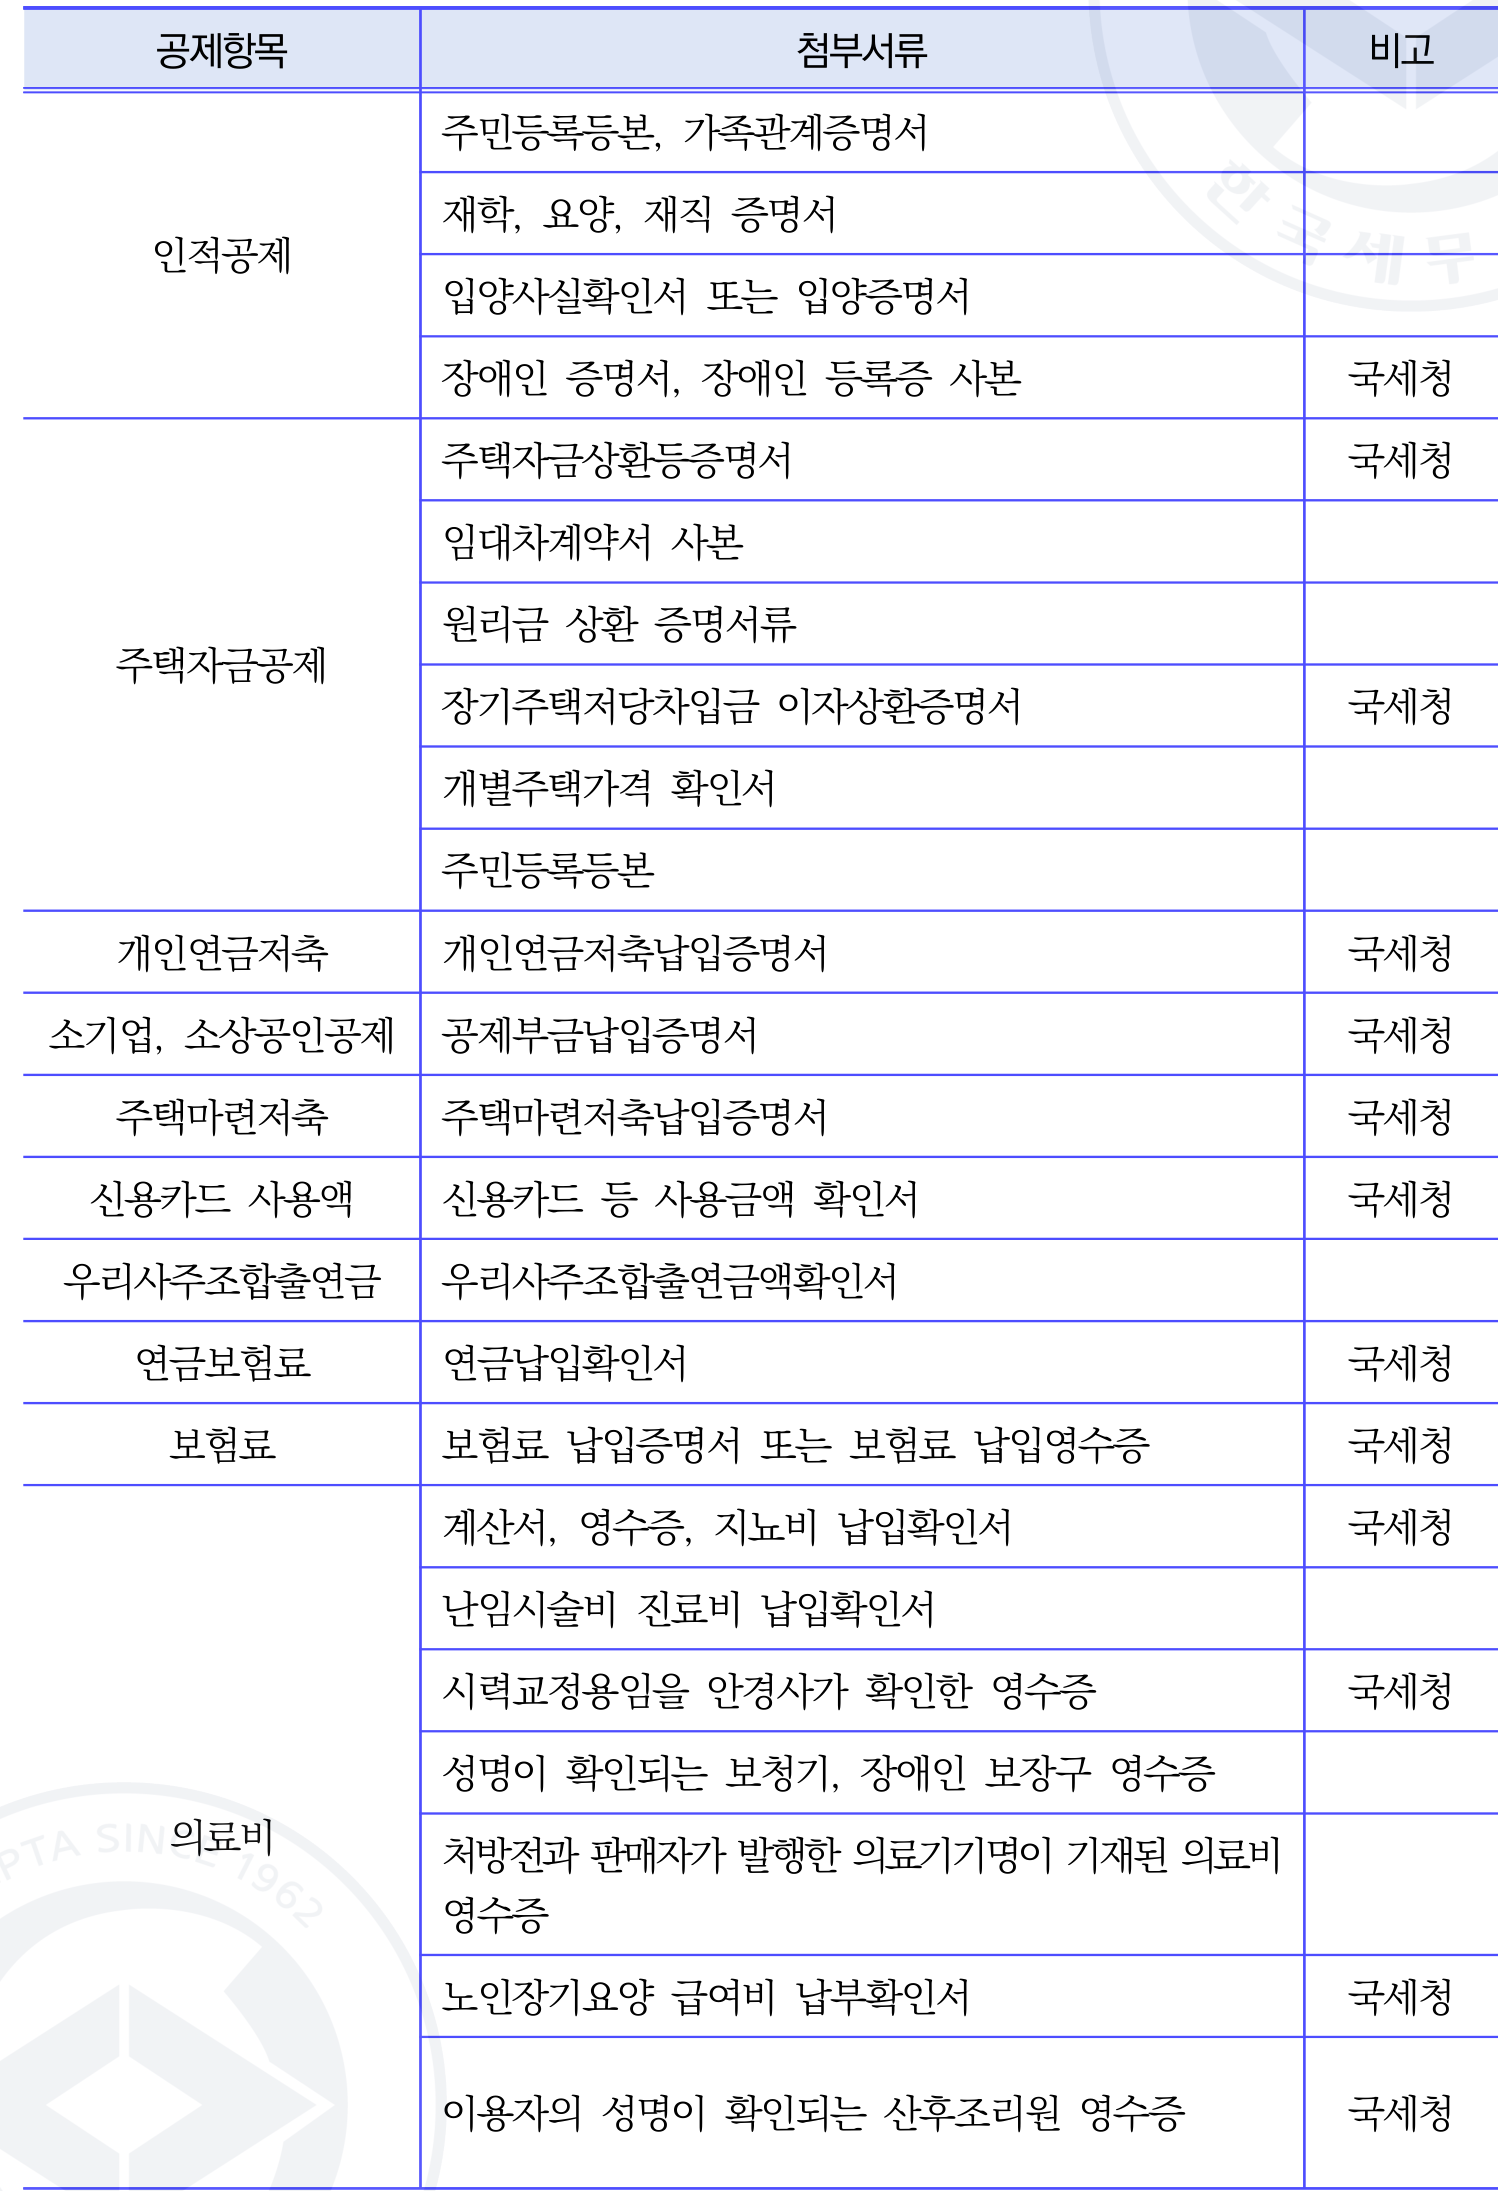 공제항목 첨부서류 비고
주민등록등본, 가족관계증명서
재학, 요양, 재직 증명서
인적공제
입양사실확인서 또는 입양증명서
장애인 증명서, 장애인 등록증 사본 국세청
주택자금상환등증명서 국세청
임대차계약서 사본
원리금 상환 증명서류
주택자금공제
장기주택저당차입금 이자상환증명서 국세청
개별주택가격 확인서
주민등록등본
개인연금저축 개인연금저축납입증명서 국세청
소기업, 소상공인공제 공제부금납입증명서 국세청
주택마련저축 주택마련저축납입증명서 국세청
신용카드 사용액 신용카드 등 사용금액 확인서 국세청
우리사주조합출연금 우리사주조합출연금액확인서
연금보험료 연금납입확인서 국세청
보험료 보험료 납입증명서 또는 보험료 납입영수증 국세청
계산서, 영수증, 지뇨비 납입확인서 국세청
난임시술비 진료비 납입확인서
시력교정용임을 안경사가 확인한 영수증 국세청
성명이 확인되는 보청기, 장애인 보장구 영수증
의료비
처방전과 판매자가 발행한 의료기기명이 기재된 의료비
영수증
노인장기요양 급여비 납부확인서 국세청
이용자의 성명이 확인되는 산후조리원 영수증 국세청
한국세무
PTA SINCE 1962